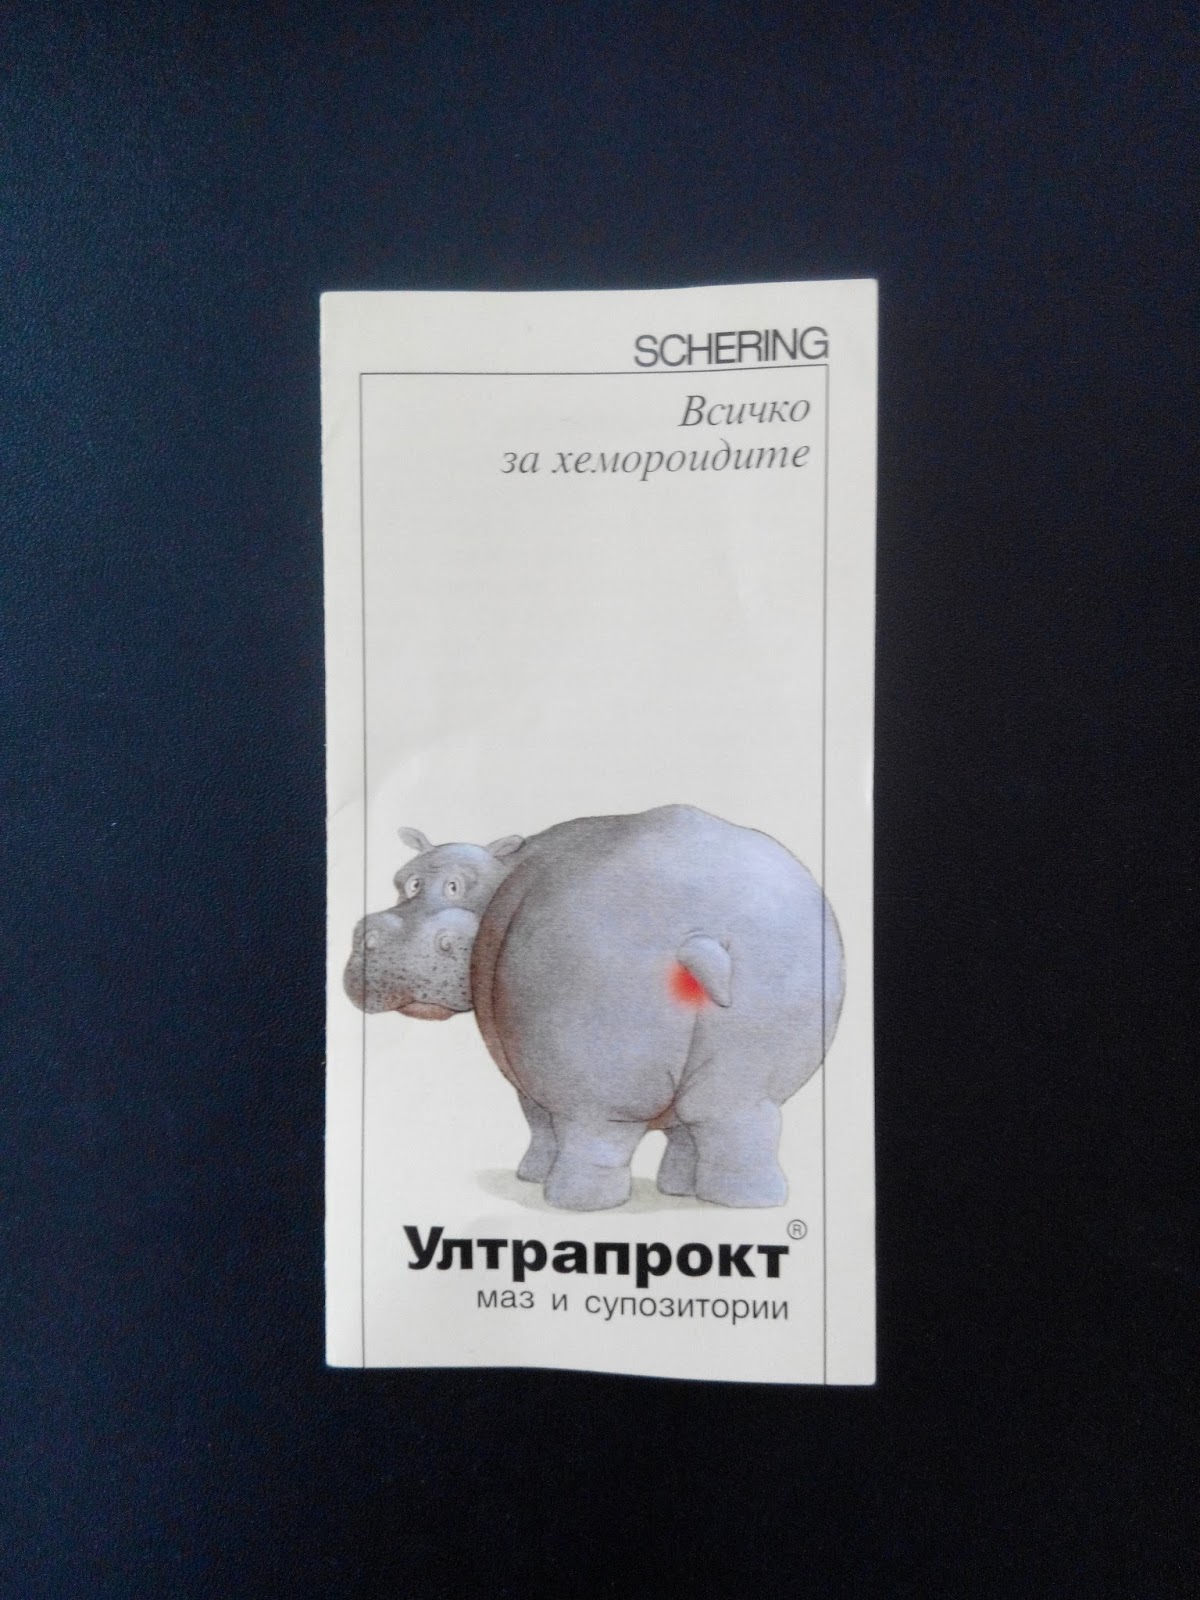 SCHERING
Всичко
за хемороидите
Ултрапрокт®
маз и супозитории